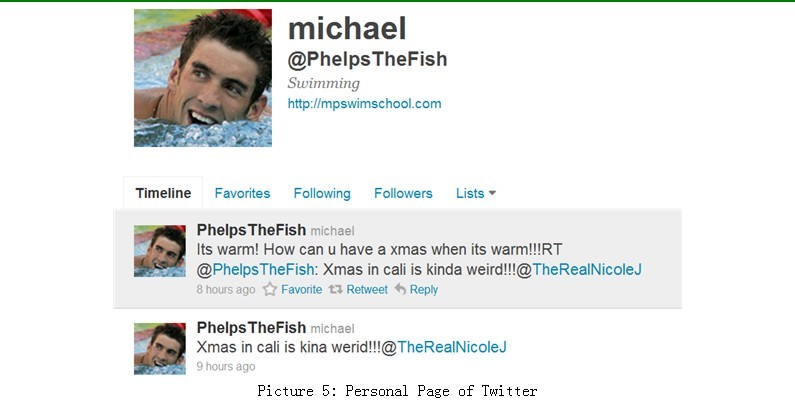 michael
@PhelpsTheFish
Swimming
http://mpswimschool.com
Timeline Favorites Following Followers Lists
PhelpsTheFish michael
Its warm! How can u have a xmas when its warm!!!RT
@PhelpsTheFish: Xmas in cali is kinda weird!!!@TheRealNicoleJ
8 hours ago Favorite Retweet Reply
PhelpsTheFish michael
Xmas in cali is kina werid!!!@TheRealNicoleJ
9 hours ago
Picture 5: Personal Page of Twitter